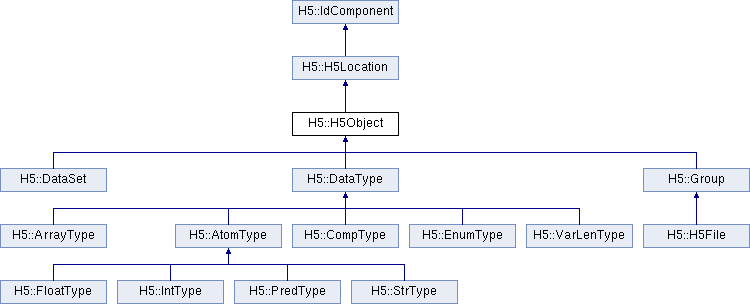 H5::IdComponent
H5::H5Location
H5::H5Object
H5::DataSet
H5::DataType
H5::Group
H5::ArrayType
H5::AtomType
H5::CompType
H5::EnumType
H5::VarLenType
H5::H5File
H5::FloatType
H5::IntType
H5::PredType
H5::StrType